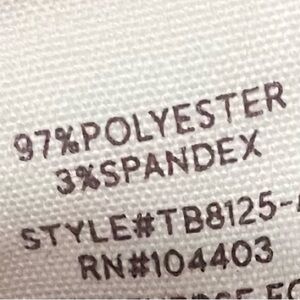 97%POLYESTER
3%SPANDEX
STYLE#TB8125-
RN#104403